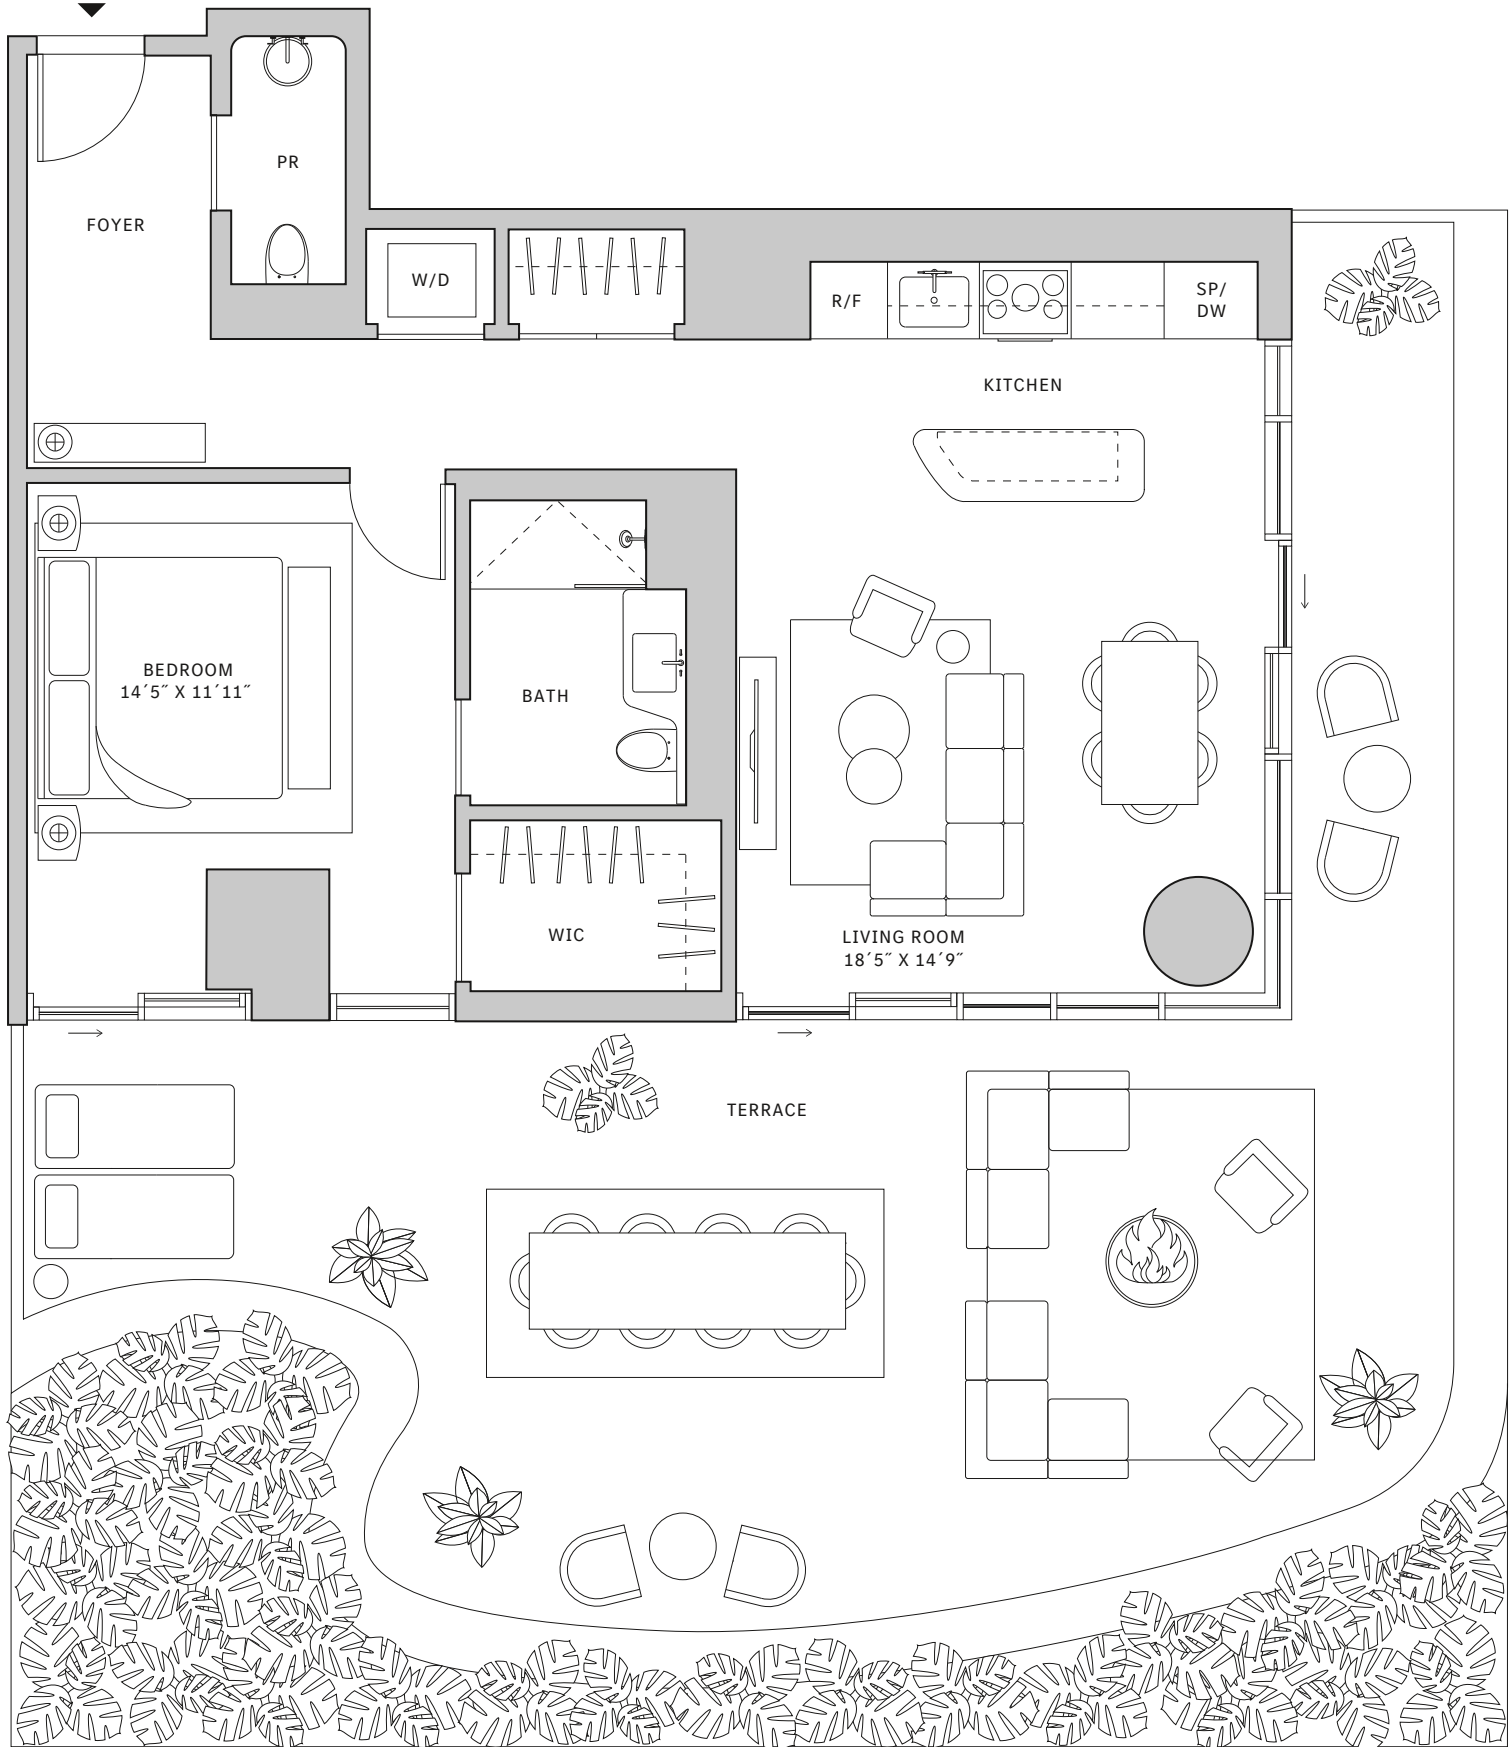 PR
FOYER
W/D
R/F
SP/
DW
KITCHEN
BEDROOM
14´5˝ X 11´11˝
BATH
WIC
LIVING ROOM
18´5˝ X 14´9˝
TERRACE